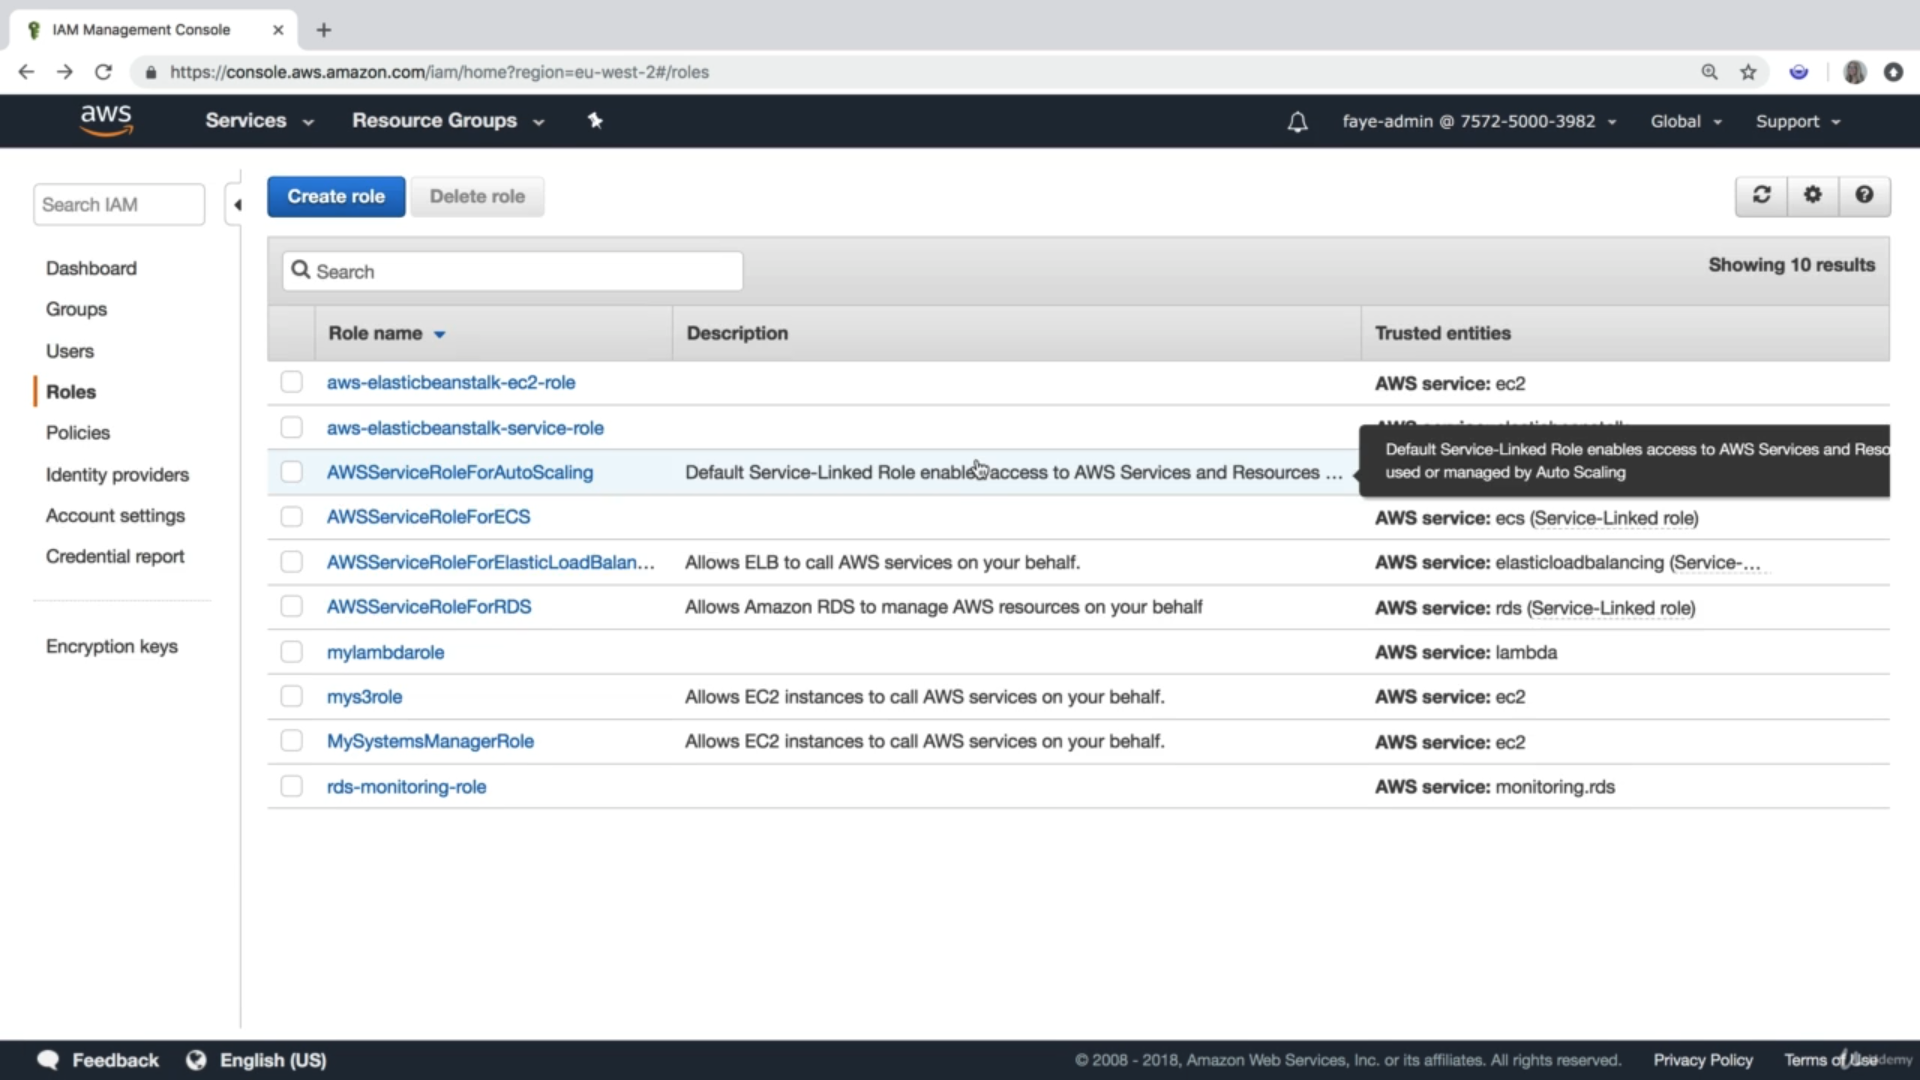 IAM Management Console
https://console.aws.amazon.com/iam/home?region=eu-west-2#/roles
aws Services Resource Groups faye-admin @ 7572-5000-3982 Global Support
Search IAM
Dashboard
Groups
Users
Roles
Policies
Identity providers
Account settings
Credential report
Encryption keys
Create role Delete role
Search Showing 10 results
Role name Description Trusted entities
aws-elasticbeanstalk-ec2-role AWS service: ec2
aws-elasticbeanstalk-service-role
AWSServiceRoleForAutoScaling Default Service-Linked Role enables access to AWS Services and Resources ...
Default Service-Linked Role enables access to AWS Services and Reso
used or managed by Auto Scaling
AWSServiceRoleForECS AWS service: ecs (Service-Linked role)
AWSServiceRoleForElasticLoadBalan... Allows ELB to call AWS services on your behalf. AWS service: elasticloadbalancing (Service-...
AWSServiceRoleForRDS Allows Amazon RDS to manage AWS resources on your behalf AWS service: rds (Service-Linked role)
mylambdarole AWS service: lambda
mys3role Allows EC2 instances to call AWS services on your behalf. AWS service: ec2
MySystemsManagerRole Allows EC2 instances to call AWS services on your behalf. AWS service: ec2
rds-monitoring-role AWS service: monitoring.rds
Feedback English (US) © 2008 - 2018, Amazon Web Services, Inc. or its affiliates. All rights reserved. Privacy Policy Terms of Use